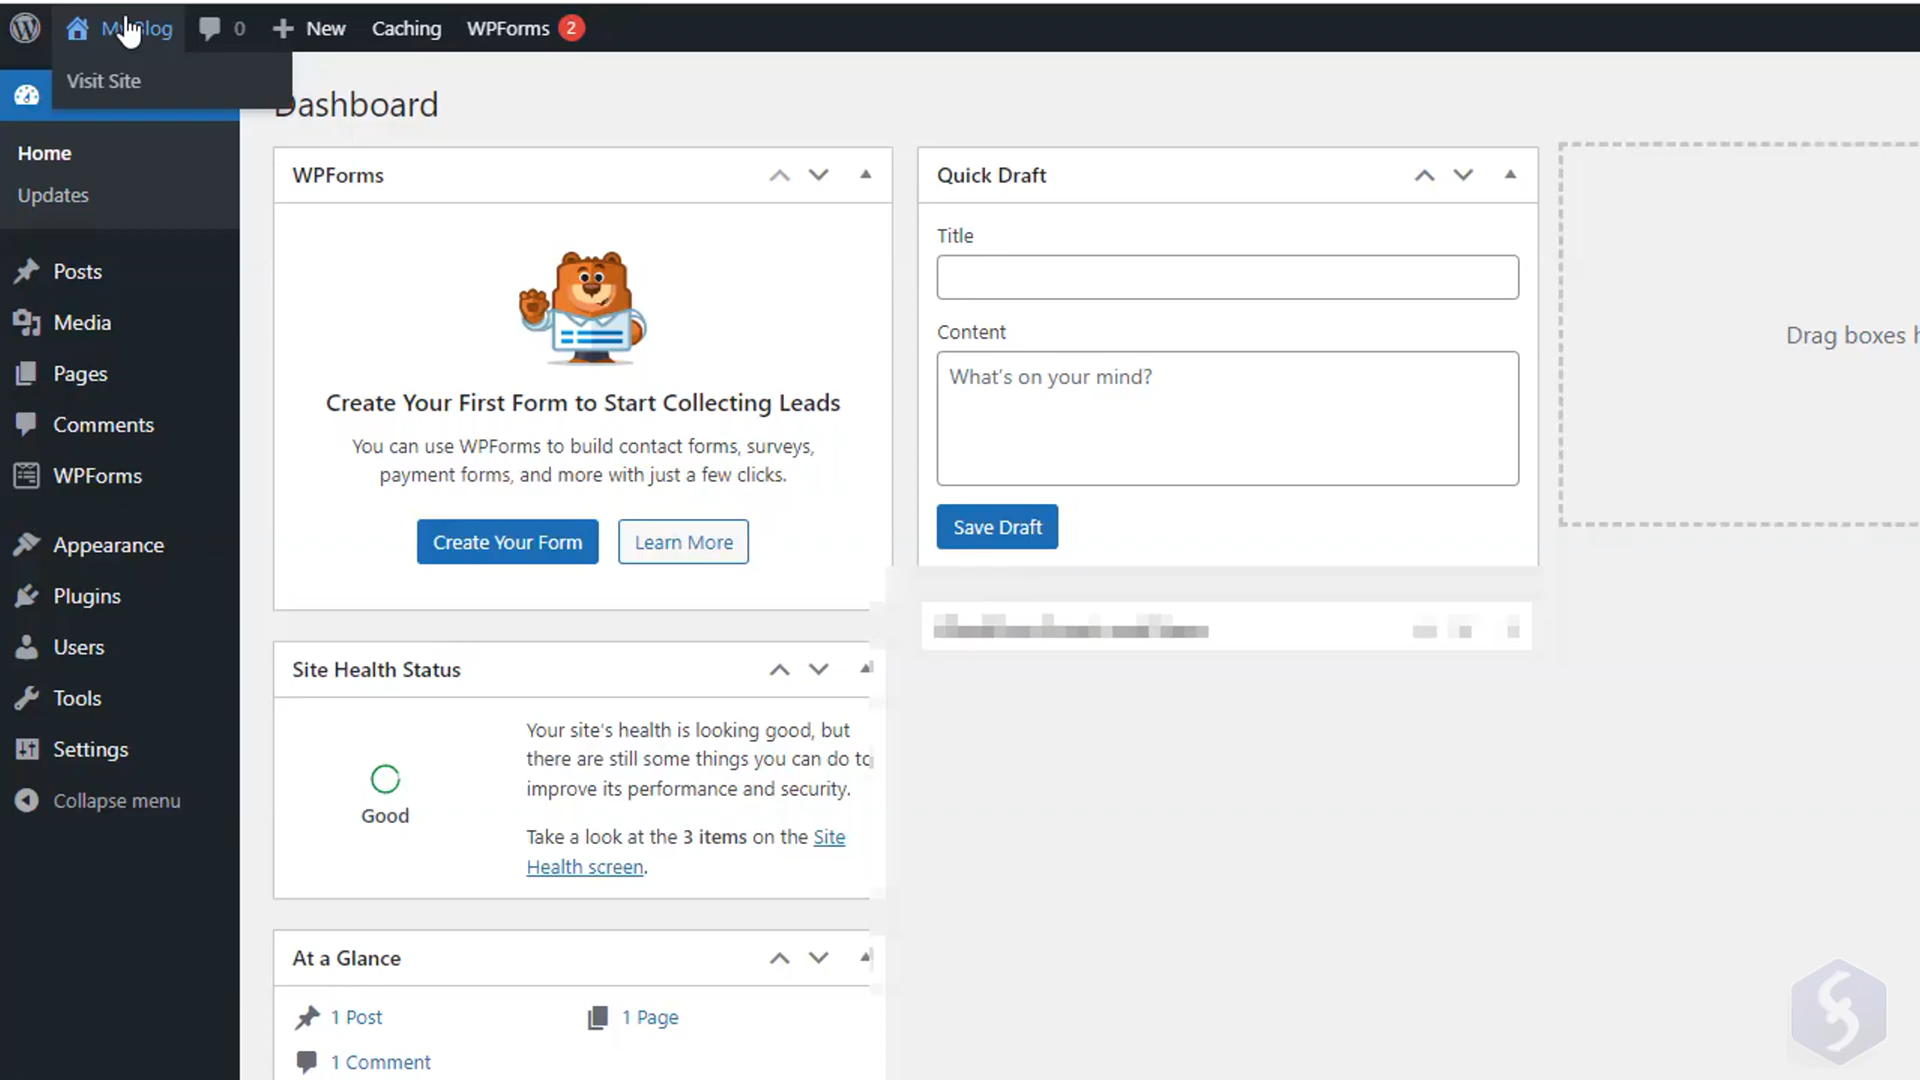 My Blog
0
New
Caching
WPForms
2
Visit Site
Dashboard
Home
Updates
Posts
Media
Pages
Comments
WPForms
Appearance
Plugins
Users
Tools
Settings
Collapse menu
WPForms
Create Your First Form to Start Collecting Leads
You can use WPForms to build contact forms, surveys,
payment forms, and more with just a few clicks.
Create Your Form
Learn More
Site Health Status
Good
Your site's health is looking good, but
there are still some things you can do to
improve its performance and security.
Take a look at the 3 items on the Site
Health screen.
At a Glance
1 Post
1 Page
1 Comment
Quick Draft
Title
Content
What's on your mind?
Save Draft
Drag boxes